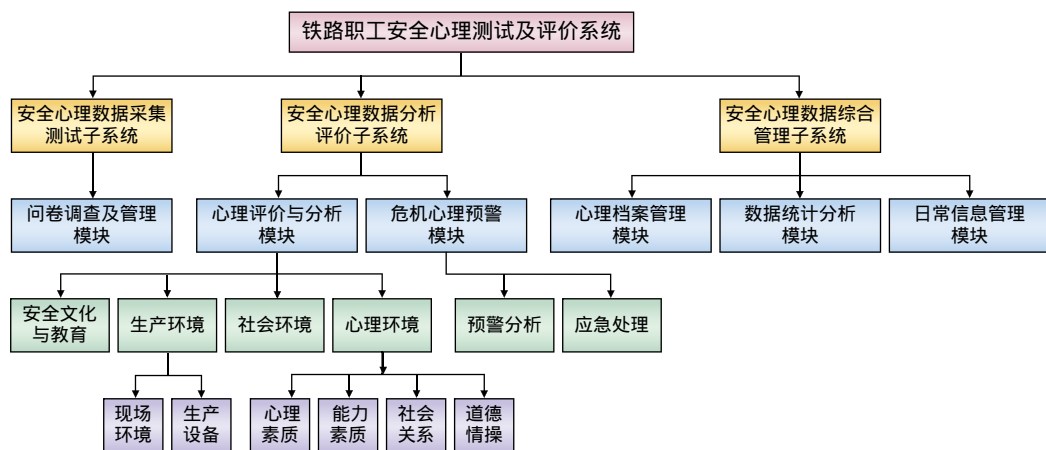 铁路职工安全心理测试及评价系统
安全心理数据采集
测试子系统
安全心理数据分析
评价子系统
安全心理数据综合
管理子系统
问卷调查及管理
模块
心理评价与分析
模块
危机心理预警
模块
心理档案管理
模块
数据统计分析
模块
日常信息管理
模块
安全文化
与教育
生产环境
社会环境
心理环境
预警分析
应急处理
现场
环境
生产
设备
心理
素质
能力
素质
社会
关系
道德
情操